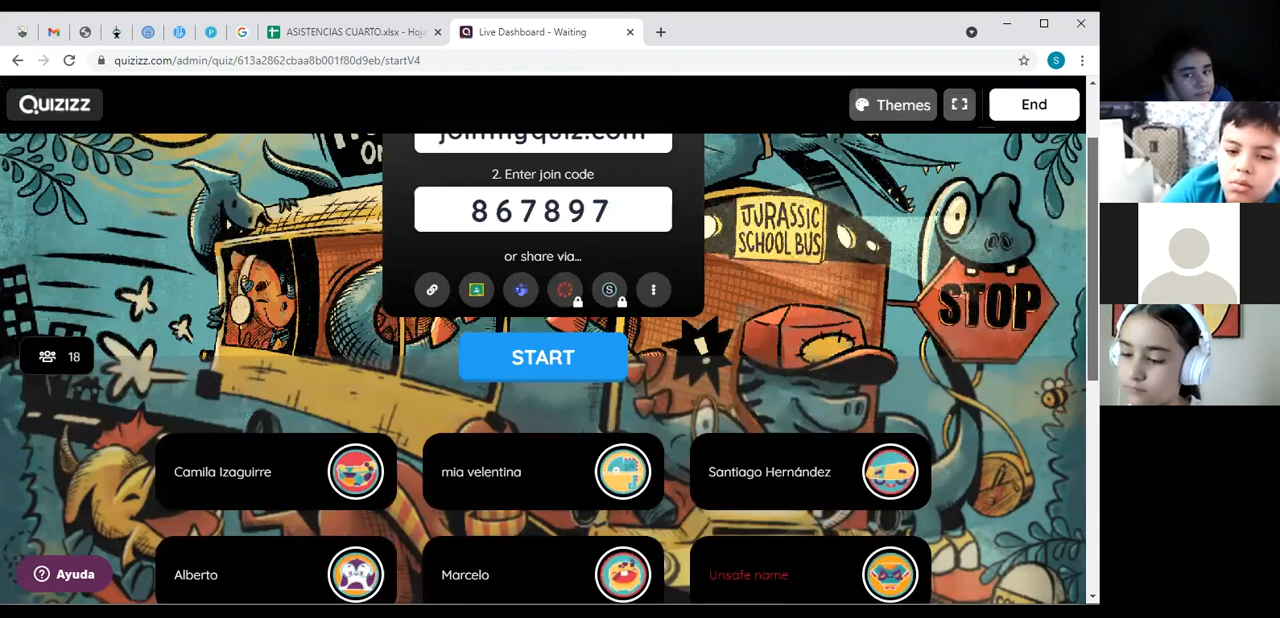 ASISTENCIAS CUARTO.xlsx - Hoja
Live Dashboard - Waiting
quizizz.com/admin/quiz/613a2862cbaa8b001f80d9eb/startV4
S
QUIZIZZ
Themes
End
joinmyquiz.com
2. Enter join code
867897
or share via...
JURASSIC
SCHOOL BUS
STOP
18
START
Camila Izaguirre
mia velentina
Santiago Hernández
Alberto
Marcelo
Unsafe name
Ayuda